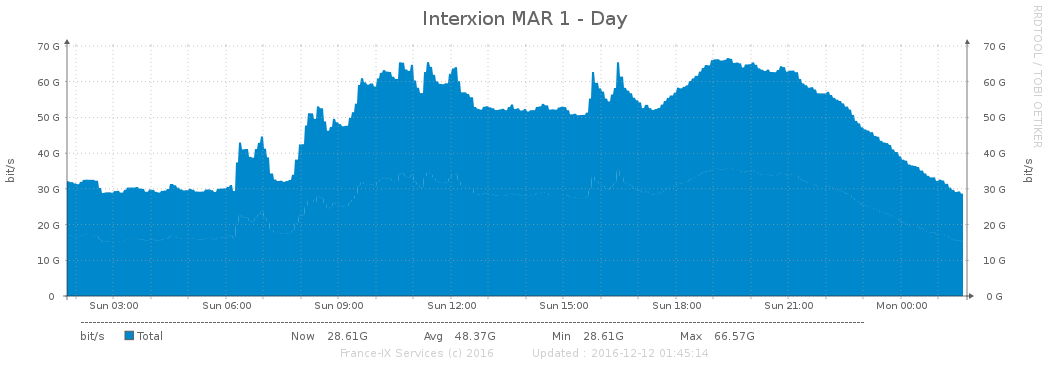 Interxion MAR 1 - Day
RRDTOOL / TOBI OETIKER
bit/s
bit/s
70 G 70 G
60 G 60 G
50 G 50 G
40 G 40 G
30 G 30 G
20 G 20 G
10 G 10 G
0 0 G
Sun 03:00 Sun 06:00 Sun 09:00 Sun 12:00 Sun 15:00 Sun 18:00 Sun 21:00 Mon 00:00
bit/s Total Now 28.61G Avg 48.37G Min 28.61G Max 66.57G
France-IX Services (c) 2016 Updated : 2016-12-12 01:45:14